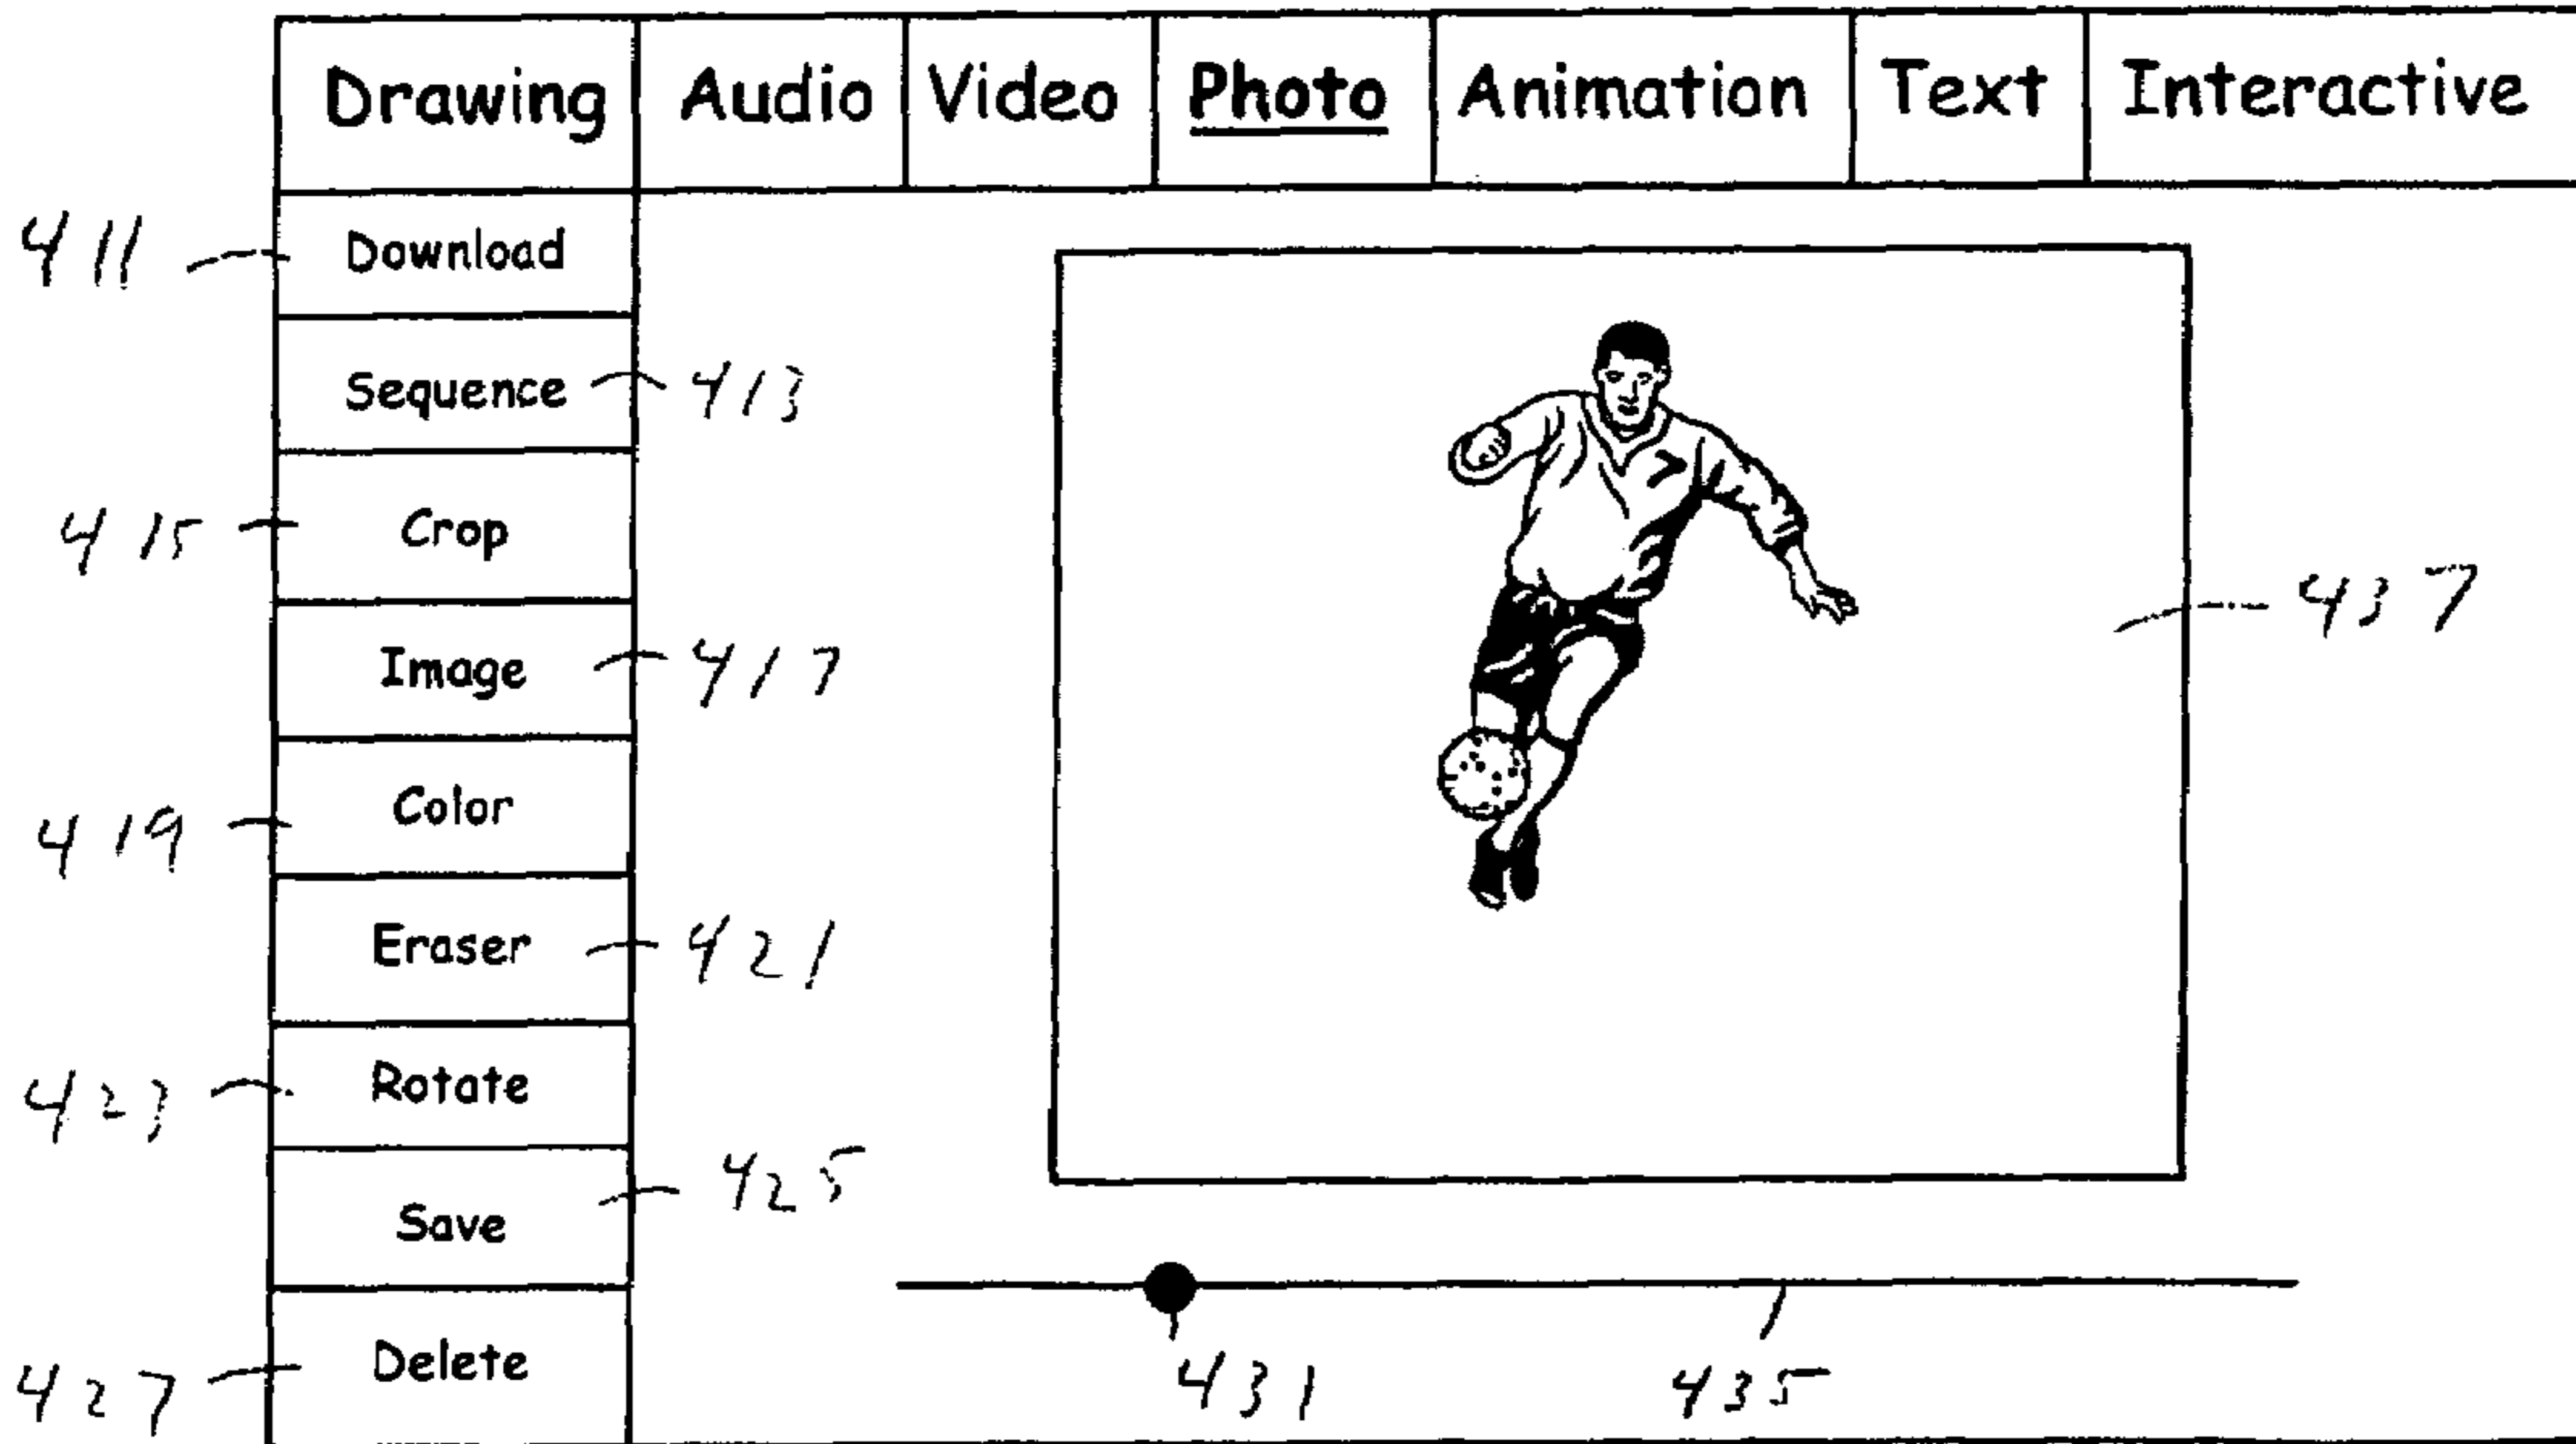 Drawing Audio Video Photo Animation Text Interactive
411 Download
Sequence 413
415 Crop
Image 417
437
419 Color
Eraser 421
423 Rotate
Save 425
427 Delete
431 435